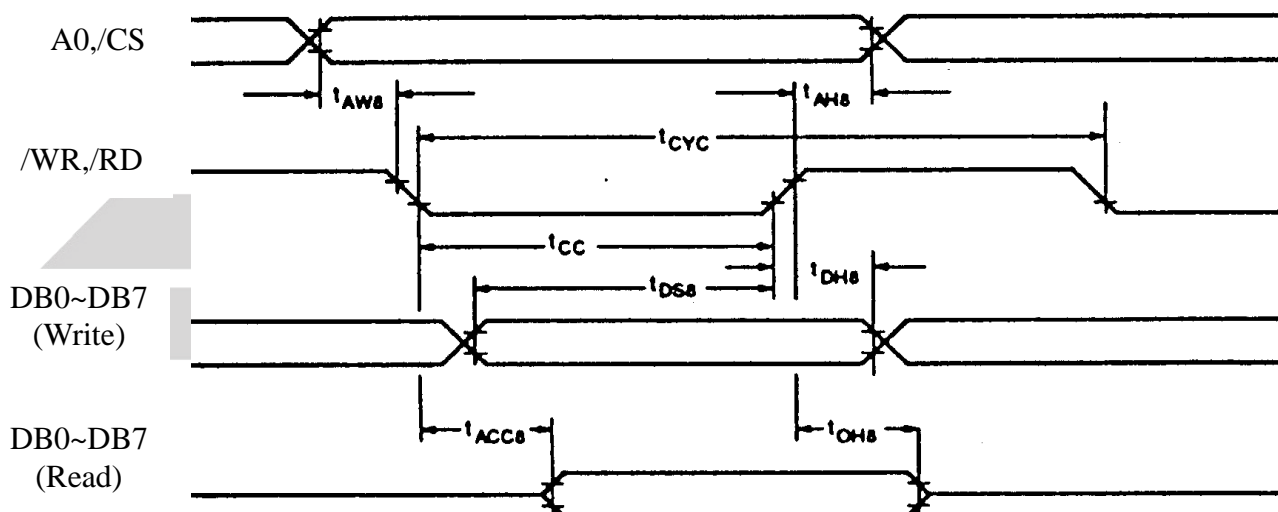 A0,/CS
tAW8
tAH8
tCYC
/WR,/RD
tCC
tDH8
tDS8
DB0~DB7
(Write)
tACC8
tOH8
DB0~DB7
(Read)